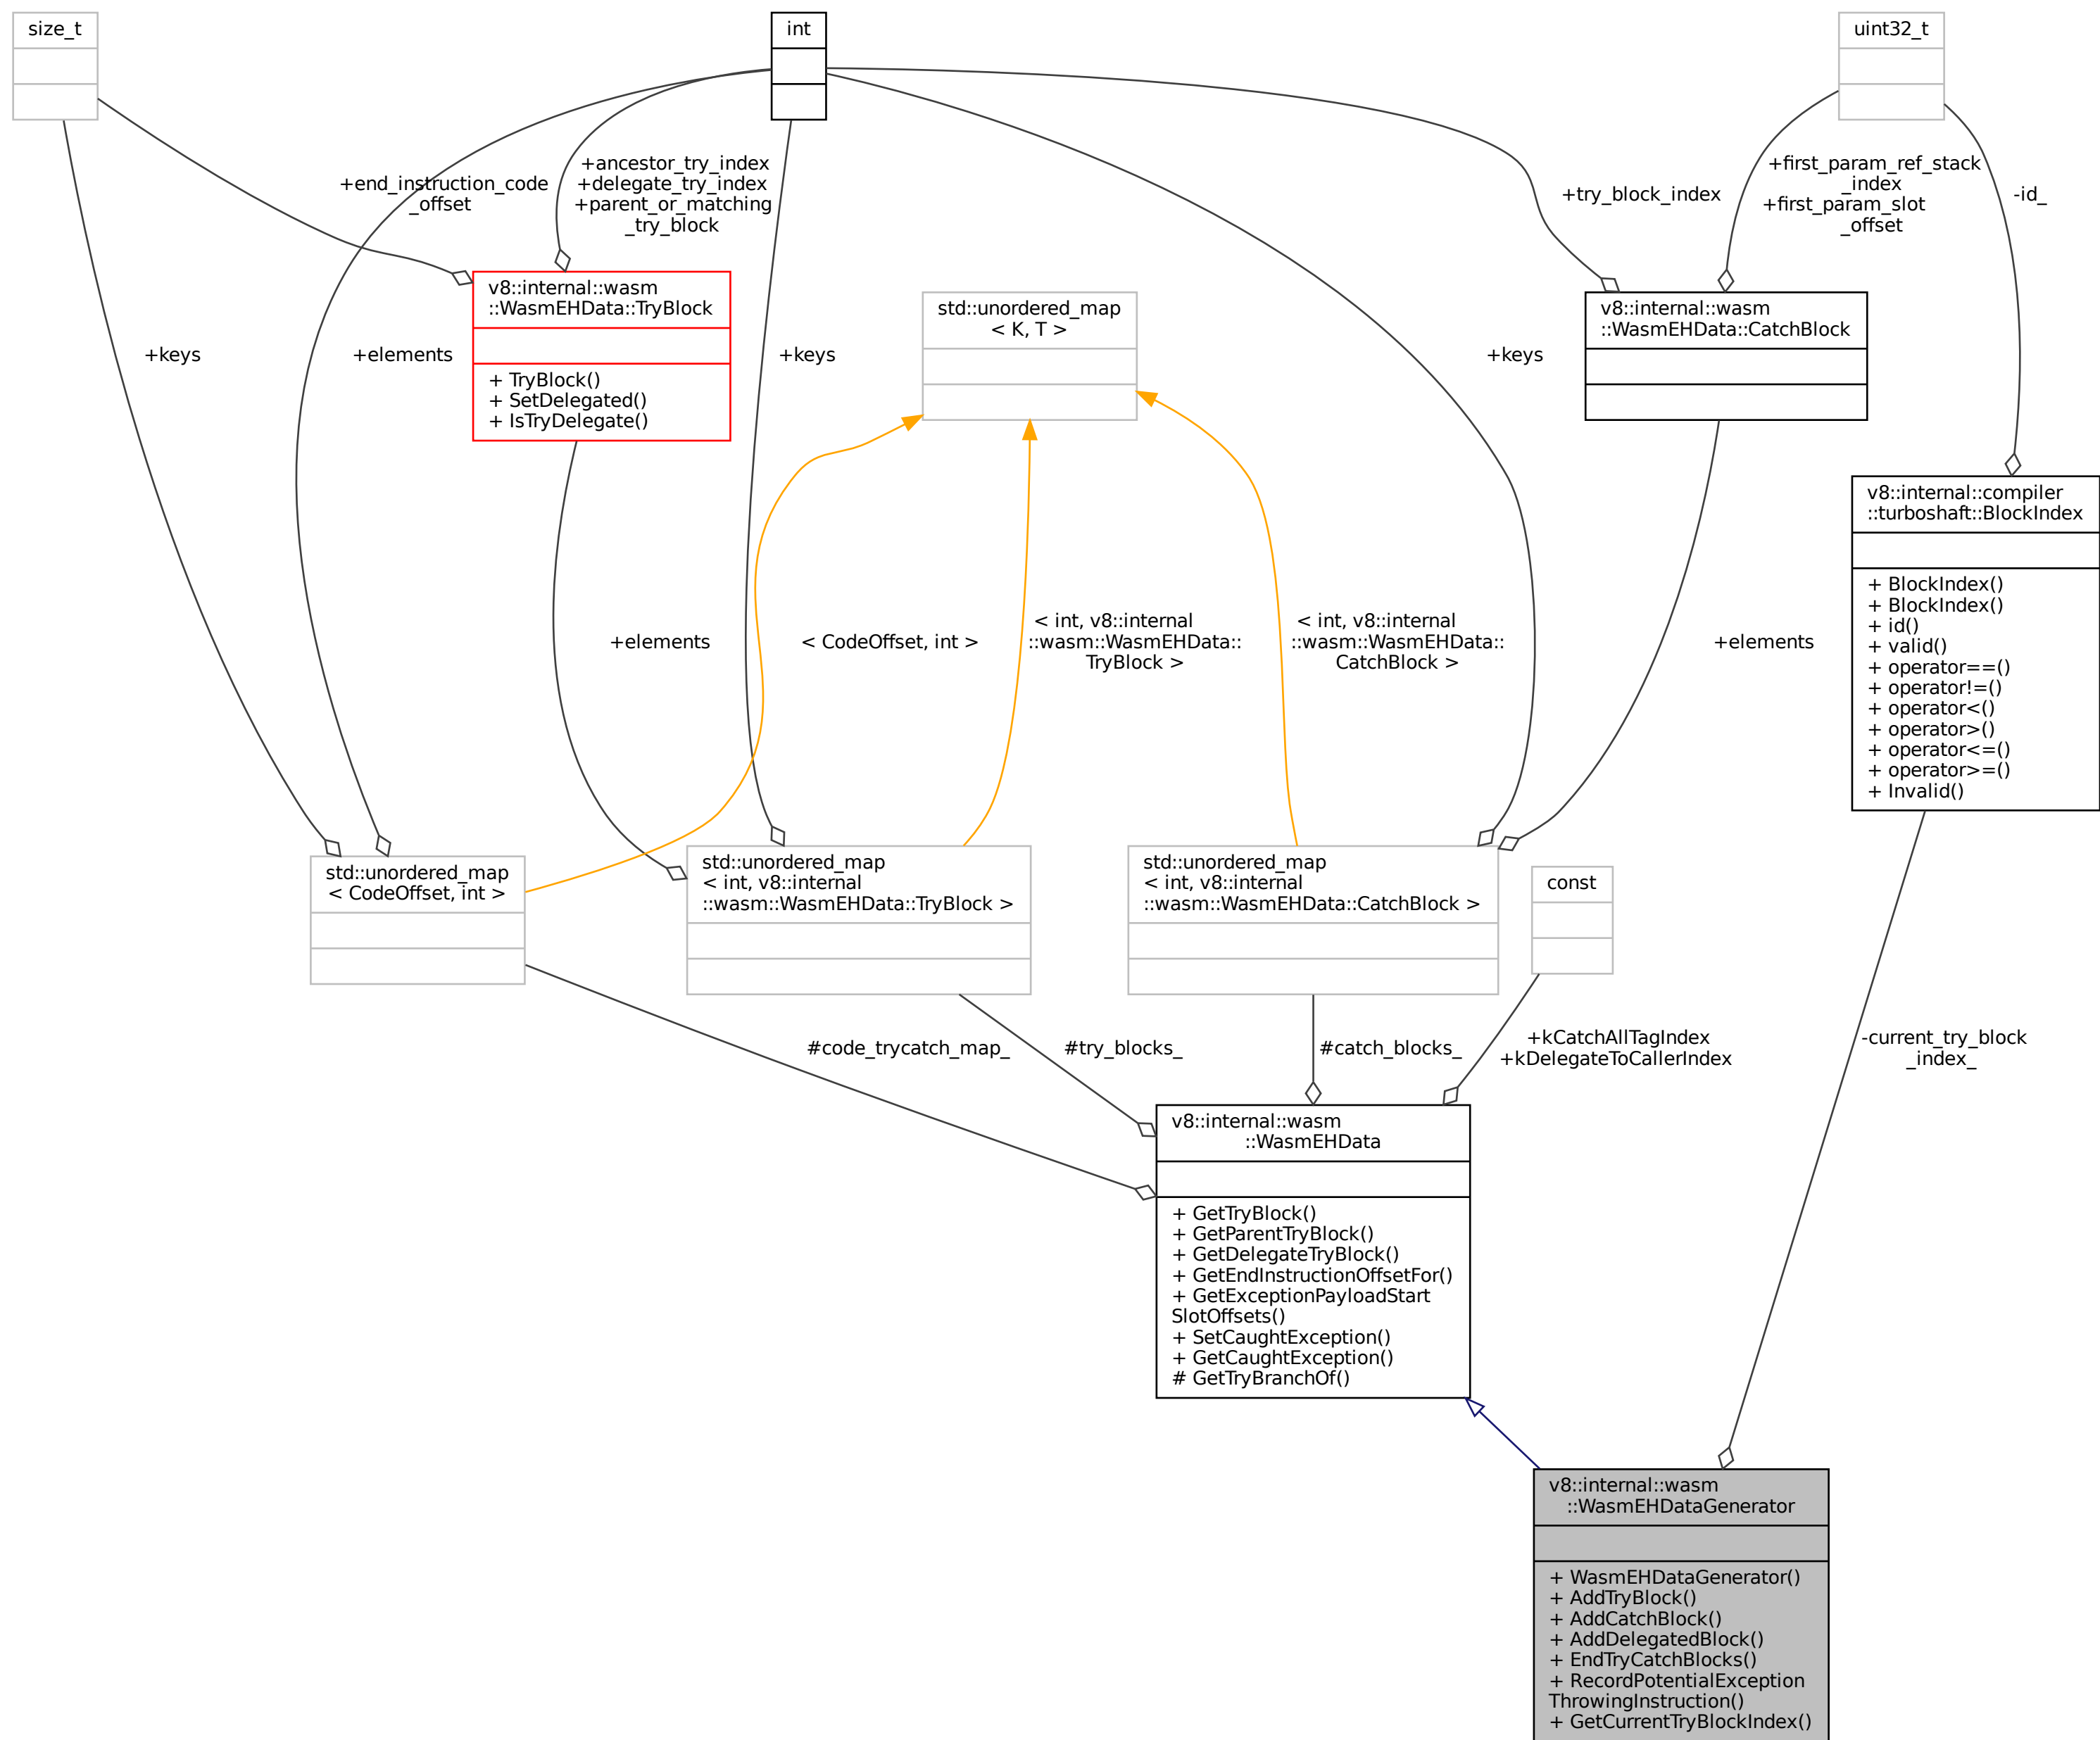 size_t
int
uint32_t
+end_instruction_code
_offset
+ancestor_try_index
+delegate_try_index
+parent_or_matching
_try_block
+try_block_index
+first_param_ref_stack
_index
+first_param_slot
_offset
-id_
v8::internal::wasm
::WasmEHData::TryBlock
+ TryBlock()
+ SetDelegated()
+ IsTryDelegate()
std::unordered_map
< K, T >
v8::internal::wasm
::WasmEHData::CatchBlock
+keys
+elements
+keys
+keys
v8::internal::compiler
::turboshaft::BlockIndex
+ BlockIndex()
+ BlockIndex()
+ id()
+ valid()
+ operator==()
+ operator!=()
+ operator<()
+ operator>()
+ operator<=()
+ operator>=()
+ Invalid()
+elements
< CodeOffset, int >
< int, v8::internal
::wasm::WasmEHData::
TryBlock >
< int, v8::internal
::wasm::WasmEHData::
CatchBlock >
+elements
std::unordered_map
< CodeOffset, int >
std::unordered_map
< int, v8::internal
::wasm::WasmEHData::TryBlock >
std::unordered_map
< int, v8::internal
::wasm::WasmEHData::CatchBlock >
const
#code_trycatch_map_
#try_blocks_
#catch_blocks_
+kCatchAllTagIndex
+kDelegateToCallerIndex
-current_try_block
_index_
v8::internal::wasm
::WasmEHData
+ GetTryBlock()
+ GetParentTryBlock()
+ GetDelegateTryBlock()
+ GetEndInstructionOffsetFor()
+ GetExceptionPayloadStart
SlotOffsets()
+ SetCaughtException()
+ GetCaughtException()
# GetTryBranchOf()
v8::internal::wasm
::WasmEHDataGenerator
+ WasmEHDataGenerator()
+ AddTryBlock()
+ AddCatchBlock()
+ AddDelegatedBlock()
+ EndTryCatchBlocks()
+ RecordPotentialException
ThrowingInstruction()
+ GetCurrentTryBlockIndex()